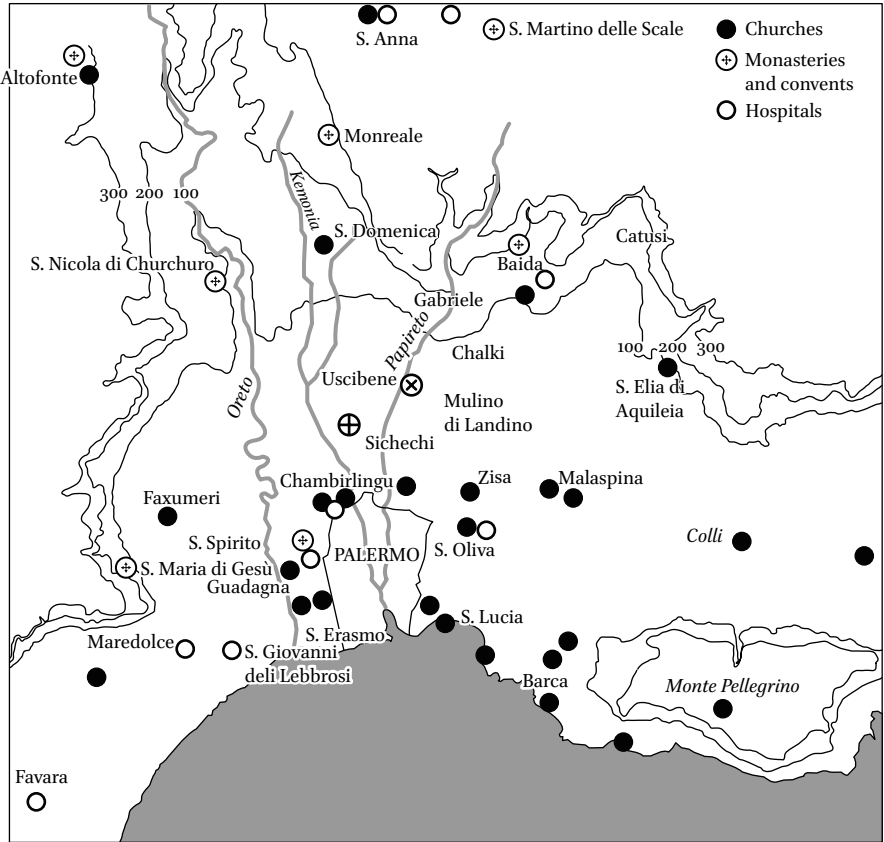 S. Anna
S. Martino delle Scale
Churches
Monasteries
and convents
Hospitals
Altofonte
Monreale
300 200 100
Kemonia
S. Domenica
S. Nicola di Churchuro
Baida
Catusi
Gabriele
Papireto
Chalki
100 200 300
Oreto
Uscibene
Mulino
di Landino
S. Elia di
Aquileia
Sichechi
Chambirlingu
Zisa
Malaspina
Faxumeri
S. Spirito
PALERMO
S. Oliva
Colli
S. Maria di Gesù
Guadagna
S. Erasmo
S. Lucia
Maredolce
S. Giovanni
deli Lebbrosi
Barca
Monte Pellegrino
Favara